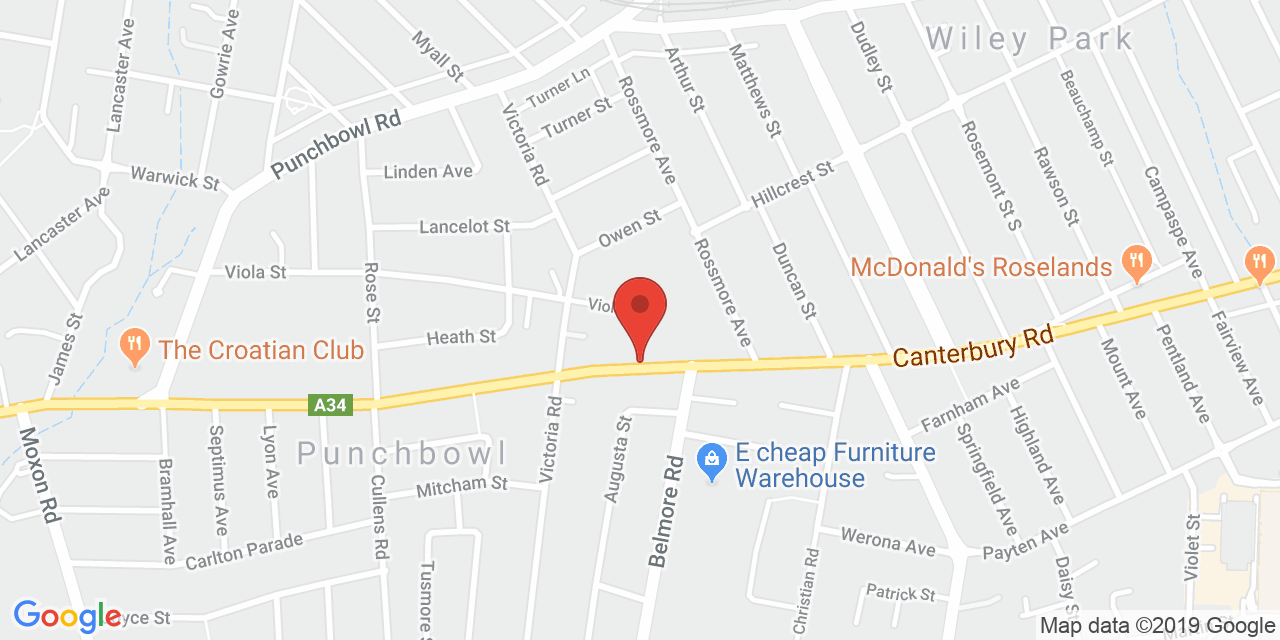 Wiley Park
Gowrie Ave
Lancaster Ave
Myall St
Dudley St
Matthews St
Arthur St
Turner Ln
Turner St
Rossmore Ave
Beauchamp St
Punchbowl Rd
Victoria Rd
Rosemont St S
Rawson St
Linden Ave
Warwick St
Hillcrest St
Campaspe Ave
Lancaster Ave
Lancelot St
Owen St
Viola St
Rose St
Rossmore Ave
Duncan St
McDonald's Roselands
Heath St
James St
The Croatian Club
Canterbury Rd
Pentland Ave
Fairview Ave
Mount Ave
A34
Farnham Ave
Highland Ave
Springfield Ave
Moxon Rd
Septimus Ave
Lyon Ave
Punchbowl
Victoria Rd
Augusta St
Belmore Rd
E cheap Furniture
Warehouse
Bramhall Ave
Cullens Rd
Mitcham St
Carlton Parade
Werona Ave
Payten Ave
Violet St
Tusmore S
Christian Rd
Patrick St
Daisy S
Google
yce St
Map data ©2019 Google